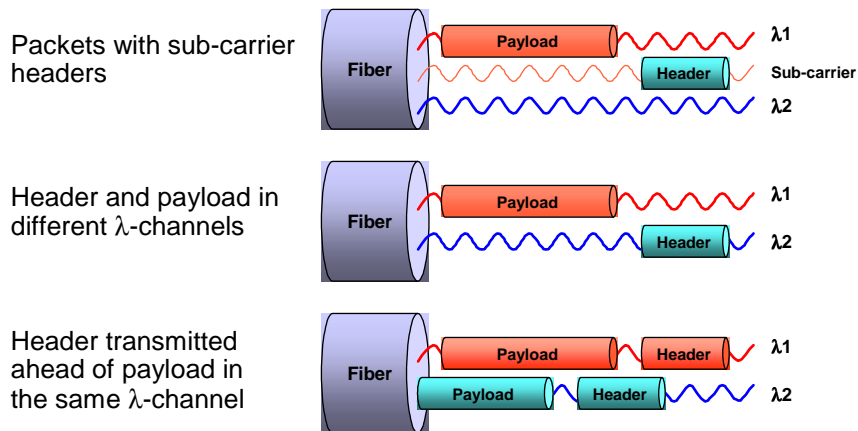 Packets with sub-carrier
headers
Fiber
Payload
λ1
Header
Sub-carrier
λ2
Header and payload in
different λ-channels
Fiber
Payload
λ1
Header
λ2
Header transmitted
ahead of payload in
the same λ-channel
Fiber
Payload
Header
λ1
Payload
Header
λ2